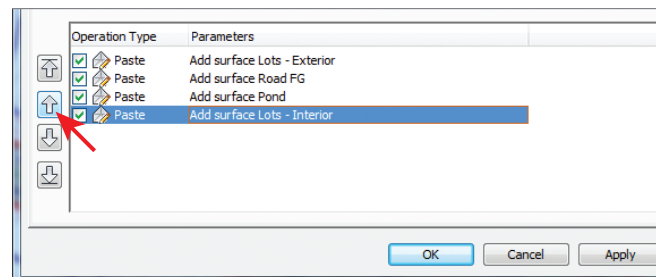 Operation Type Parameters
Paste Add surface Lots - Exterior
Paste Add surface Road FG
Paste Add surface Pond
Paste Add surface Lots - Interior
OK Cancel Apply